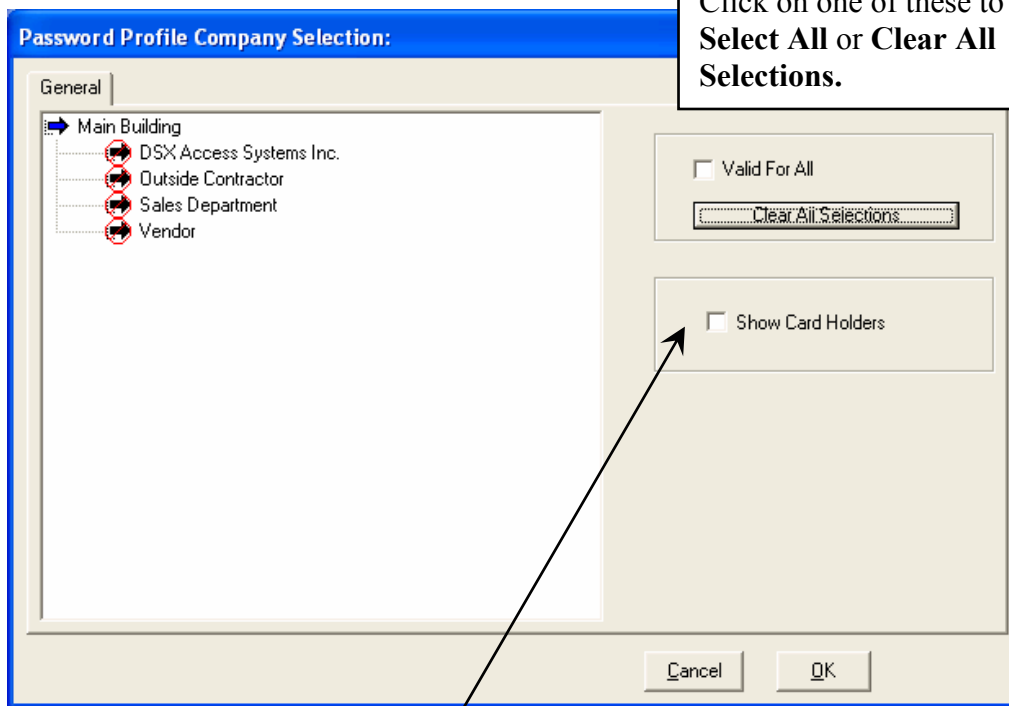 Click on one of these to
Select All or Clear All
Selections.
Password Profile Company Selection:
General
Main Building
DSX Access Systems Inc.
Outside Contractor
Sales Department
Vendor
Valid For All
Clear All Selections
Show Card Holders
Cancel
OK